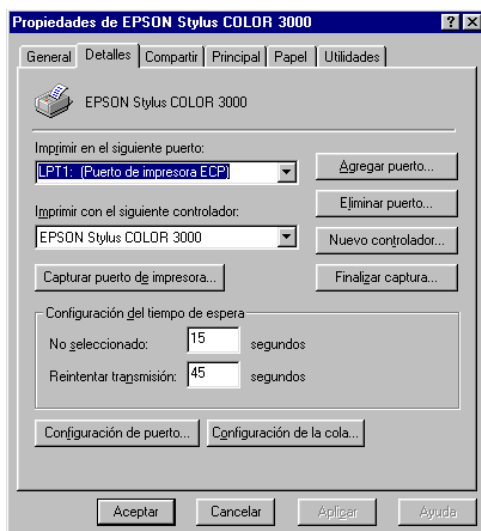 Propiedades de EPSON Stylus COLOR 3000
General Detalles Compartir Principal Papel Utilidades
EPSON Stylus COLOR 3000
Imprimir en el siguiente puerto:
LPT1: (Puerto de impresora ECP)
Agregar puerto...
Eliminar puerto...
Imprimir con el siguiente controlador:
EPSON Stylus COLOR 3000
Nuevo controlador...
Capturar puerto de impresora...
Finalizar captura...
Configuración del tiempo de espera
No seleccionado: 15 segundos
Reintentar transmisión: 45 segundos
Configuración de puerto... Configuración de la cola...
Aceptar Cancelar Aplicar Ayuda